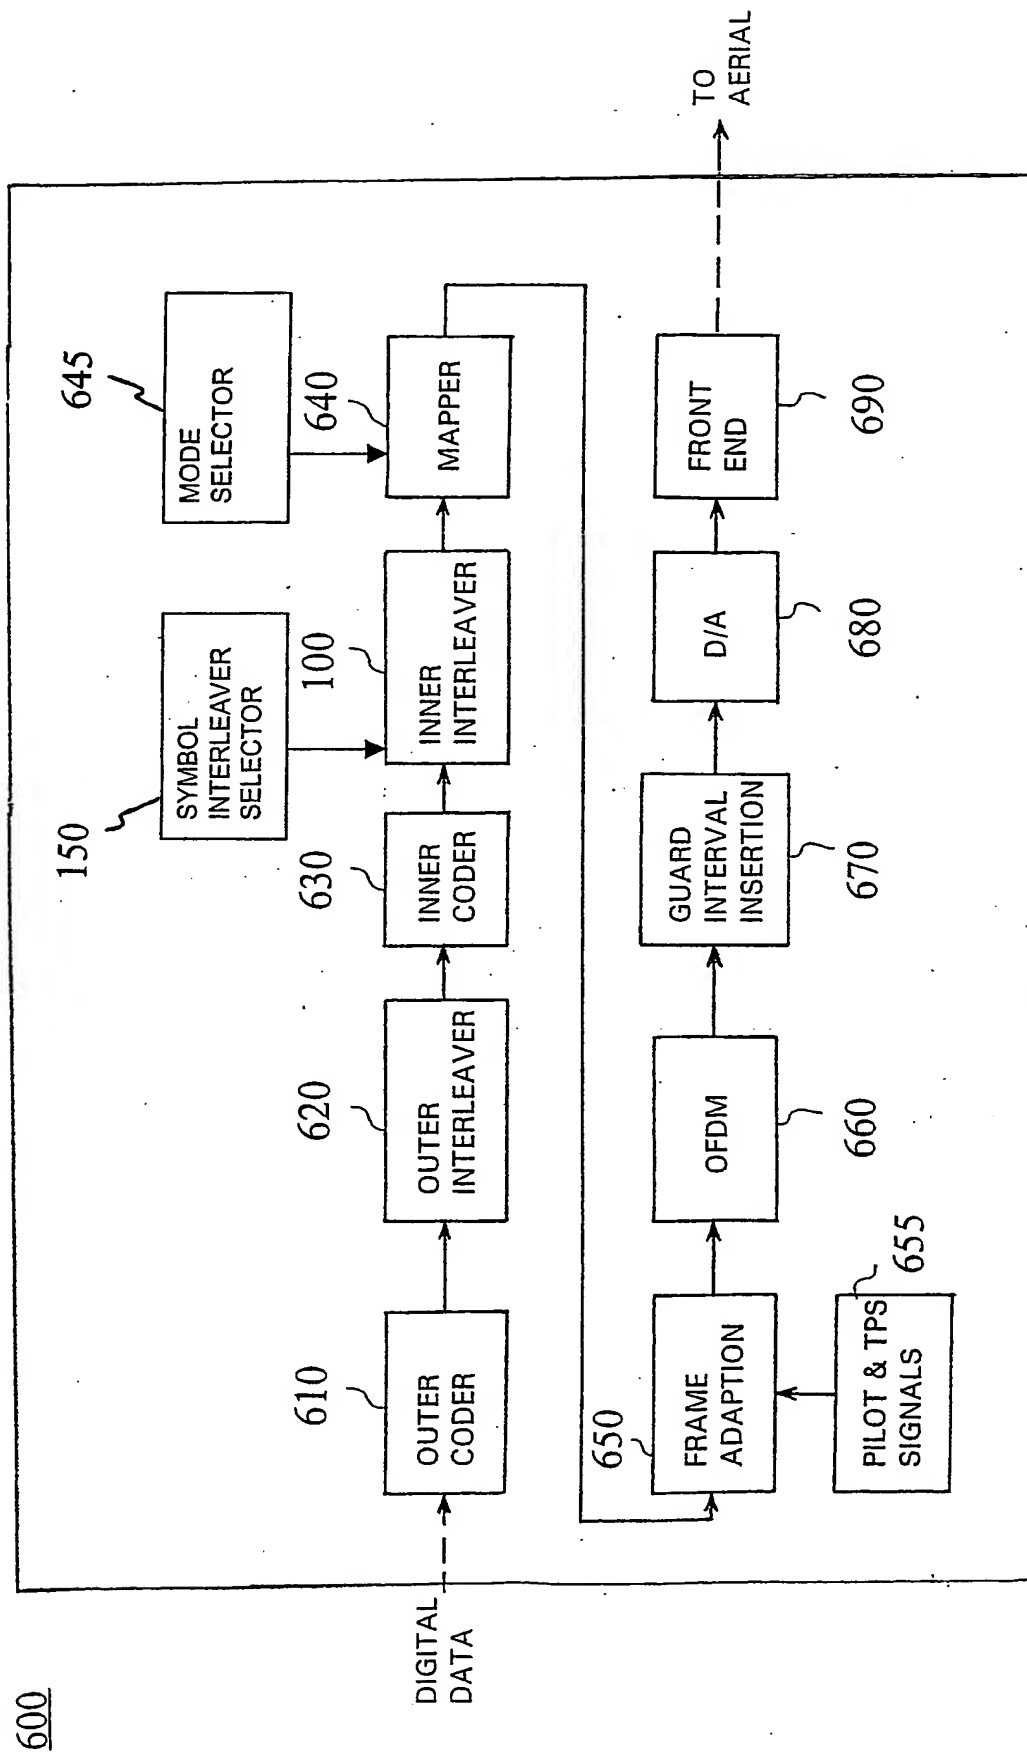 600
DIGITAL
DATA
610
OUTER
CODER
620
OUTER
INTERLEAVER
630
INNER
CODER
150
SYMBOL
INTERLEAVER
SELECTOR
100
INNER
INTERLEAVER
645
MODE
SELECTOR
640
MAPPER
650
FRAME
ADAPTION
PILOT & TPS
SIGNALS
655
OFDM
660
GUARD
INTERVAL
INSERTION
670
D/A
680
FRONT
END
690
TO
AERIAL